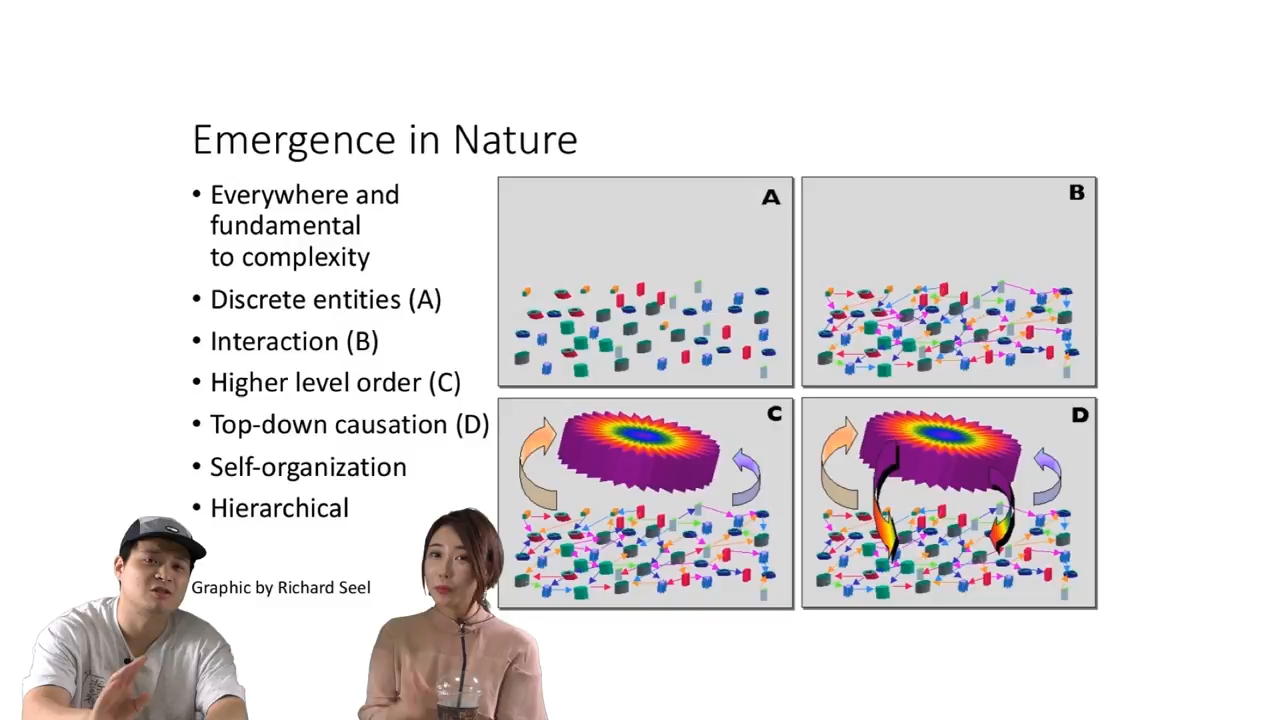 Emergence in Nature
• Everywhere and
fundamental
to complexity
• Discrete entities (A)
• Interaction (B)
• Higher level order (C)
• Top-down causation (D)
• Self-organization
• Hierarchical
Graphic by Richard Seel
A
B
C
D